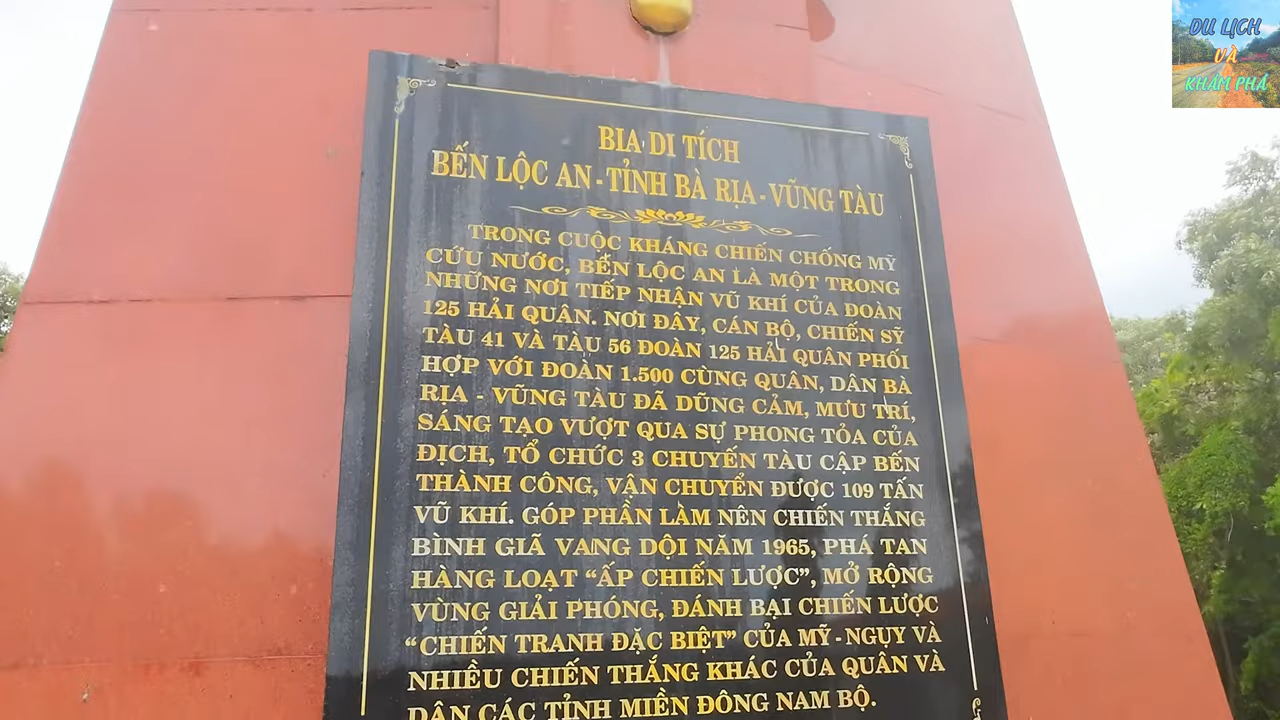 DU LỊCH
VÀ
KHÁM PHÁ
BIA DI TÍCH
BẾN LỘC AN - TỈNH BÀ RỊA - VŨNG TÀU
TRONG CUỘC KHÁNG CHIẾN CHỐNG MỸ
CỨU NƯỚC, BẾN LỘC AN LÀ MỘT TRONG
NHỮNG NƠI TIẾP NHẬN VŨ KHÍ CỦA ĐOÀN
125 HẢI QUÂN. NƠI ĐÂY, CÁN BỘ, CHIẾN SỸ
TÀU 41 VÀ TÀU 56 ĐOÀN 125 HẢI QUÂN PHỐI
HỢP VỚI ĐOÀN 1.500 CÙNG QUÂN, DÂN BÀ
RỊA - VŨNG TÀU ĐÃ DŨNG CẢM, MƯU TRÍ,
SÁNG TẠO VƯỢT QUA SỰ PHONG TỎA CỦA
ĐỊCH, TỔ CHỨC 3 CHUYẾN TÀU CẬP BẾN
THÀNH CÔNG, VẬN CHUYỂN ĐƯỢC 109 TẤN
VŨ KHÍ. GÓP PHẦN LÀM NÊN CHIẾN THẮNG
BÌNH GIÃ VANG DỘI NĂM 1965, PHÁ TAN
HÀNG LOẠT “ẤP CHIẾN LƯỢC”, MỞ RỘNG
VÙNG GIẢI PHÓNG, ĐÁNH BẠI CHIẾN LƯỢC
“CHIẾN TRANH ĐẶC BIỆT” CỦA MỸ - NGỤY VÀ
NHIỀU CHIẾN THẮNG KHÁC CỦA QUÂN VÀ
DÂN CÁC TỈNH MIỀN ĐÔNG NAM BỘ.